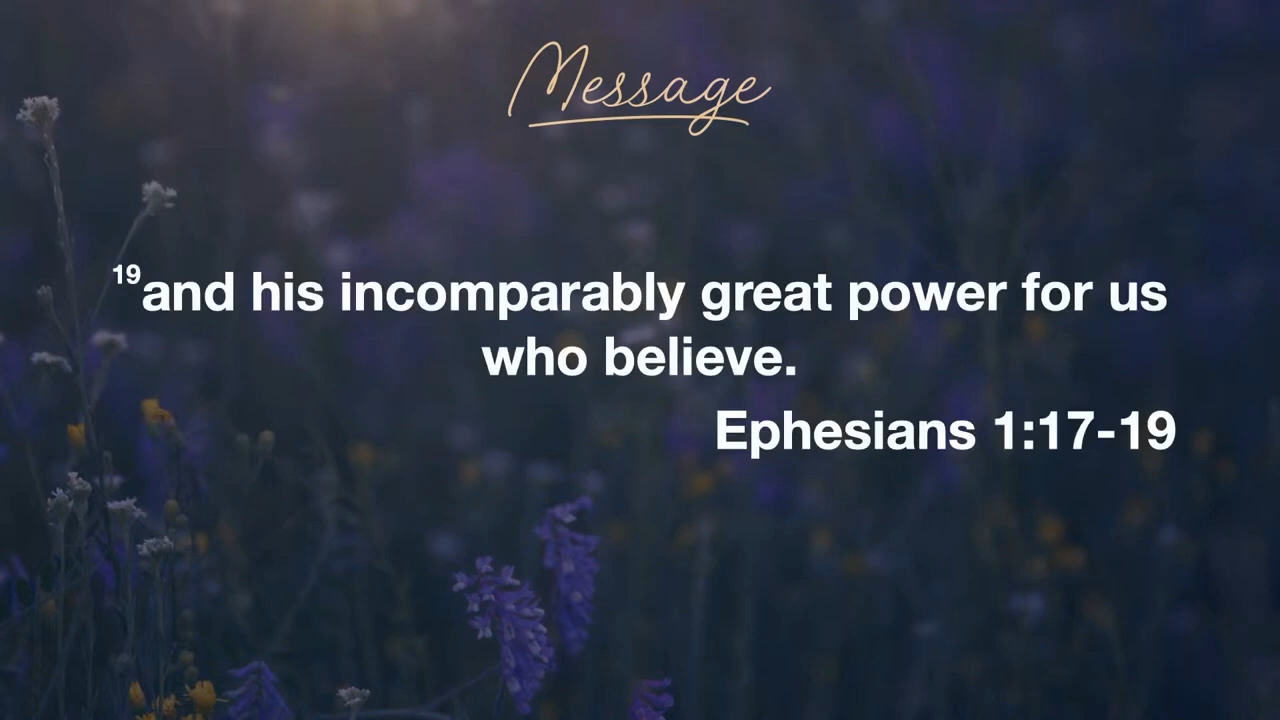 Message
19and his incomparably great power for us
who believe.
Ephesians 1:17-19